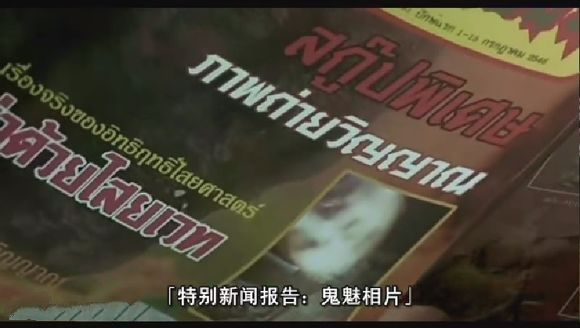 สกู๊ปพิเศษ
ภาพถ่ายวิญญาณ
เรื่องจริงของอิทธิฤทธิ์ไสยศาสตร์
ด้วยไสยเวท
「特别新闻报告：鬼魅相片」